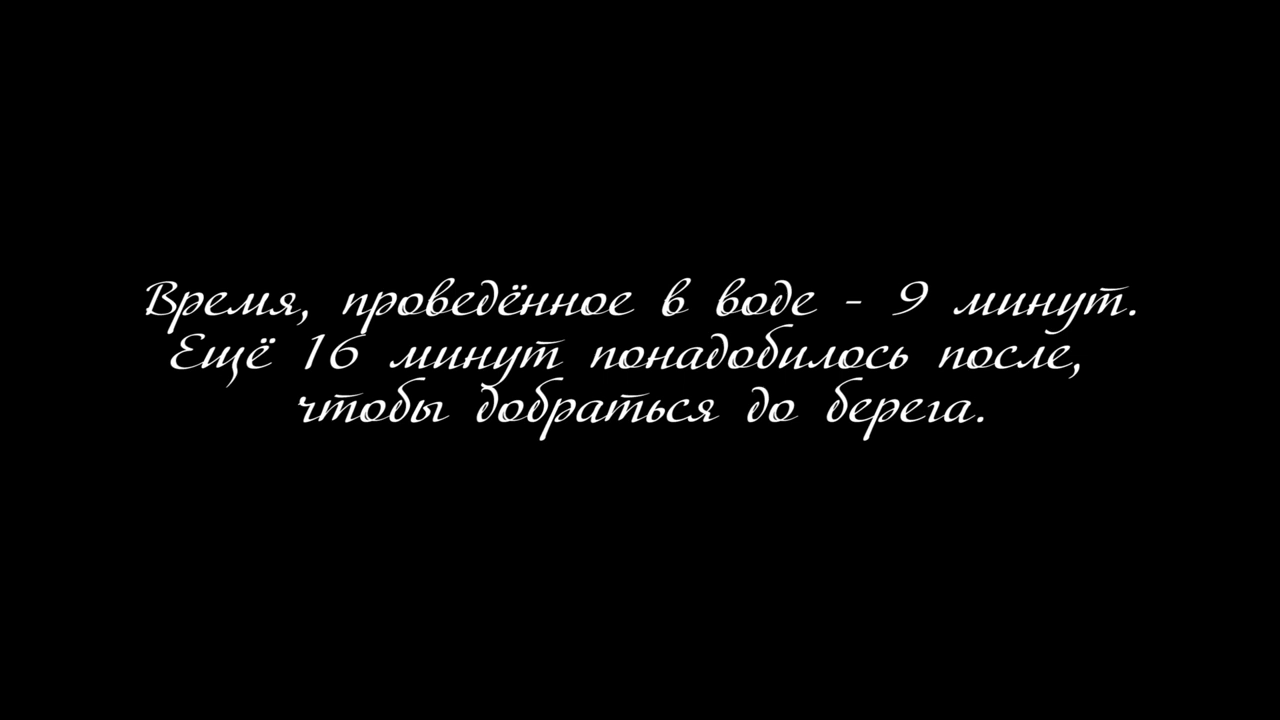 Время, проведённое в воде - 9 минут.
Ещё 16 минут понадобилось после,
чтобы добраться до берега.